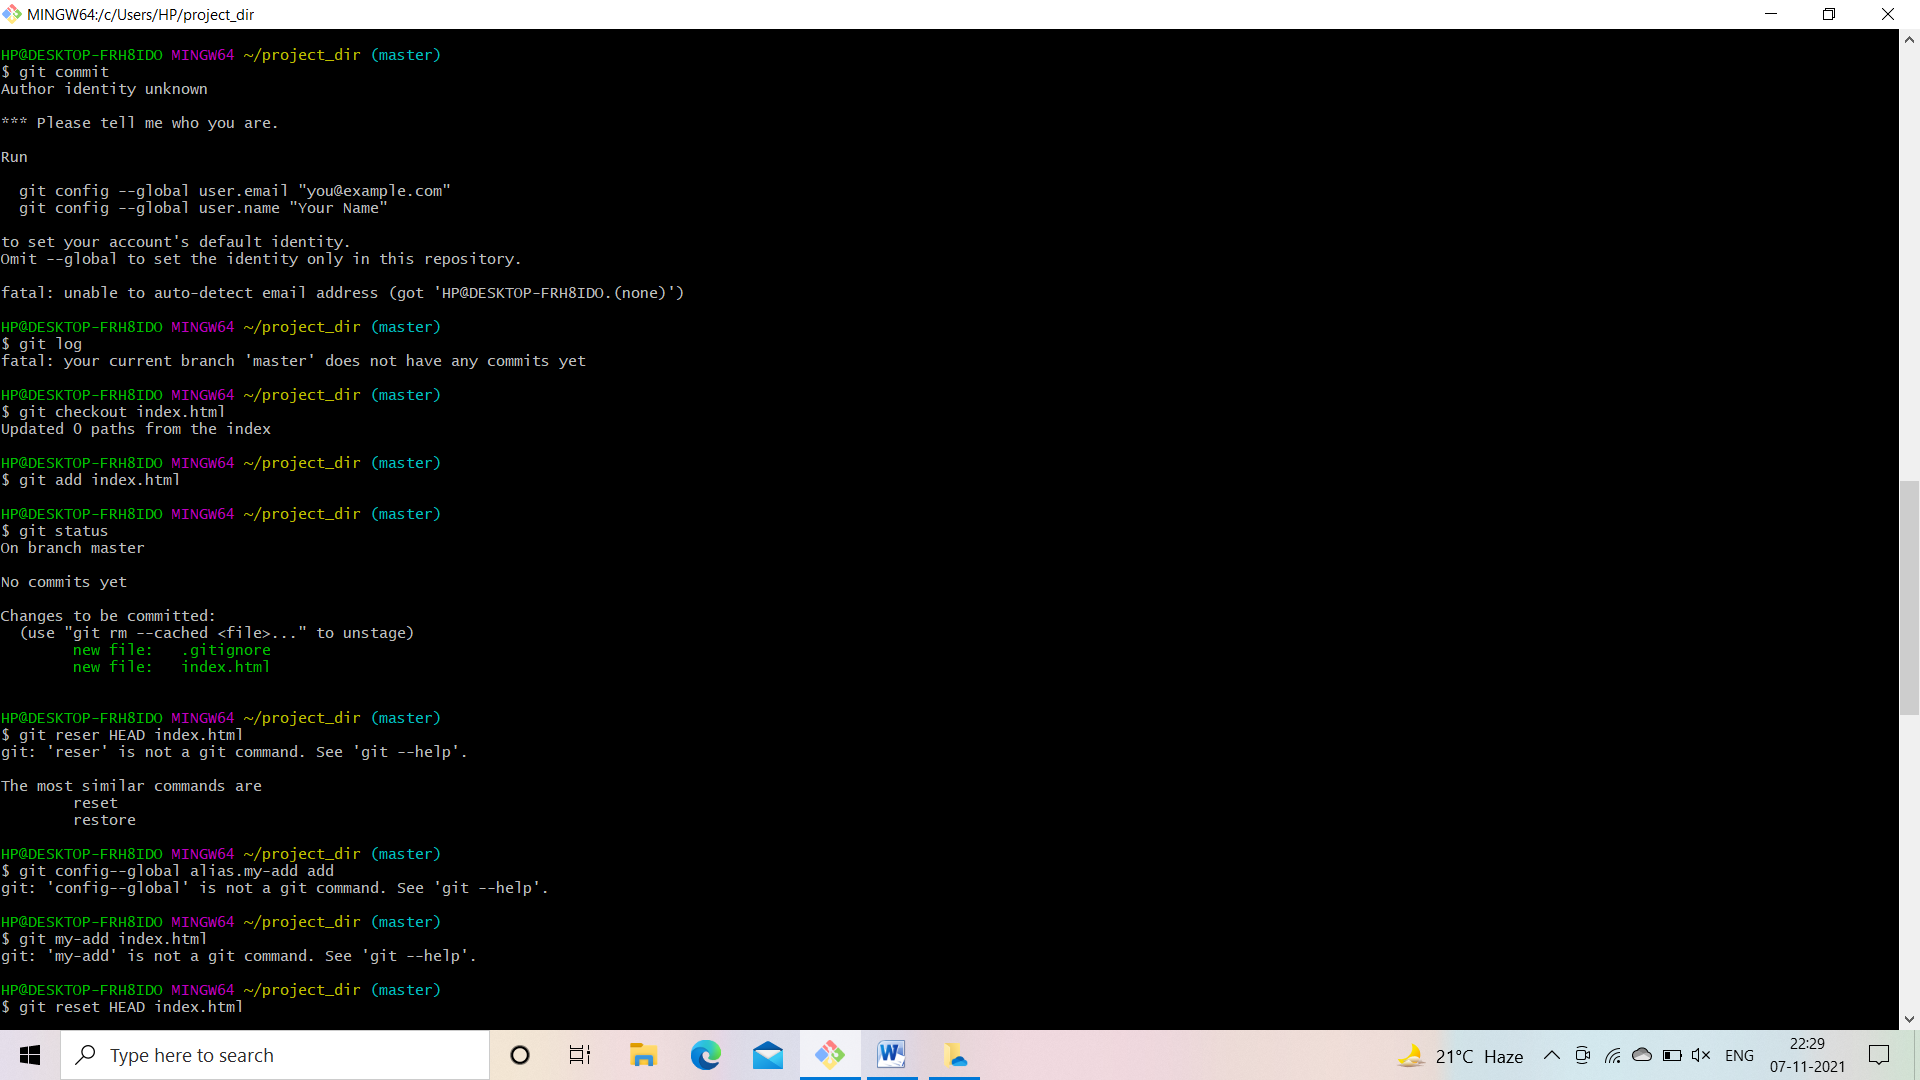 MINGW64:/c/Users/HP/project_dir
HP@DESKTOP-FRH8IDO MINGW64 ~/project_dir (master)
$ git commit
Author identity unknown
*** Please tell me who you are.
Run
git config --global user.email "you@example.com"
git config --global user.name "Your Name"
to set your account's default identity.
Omit --global to set the identity only in this repository.
fatal: unable to auto-detect email address (got 'HP@DESKTOP-FRH8IDO.(none)')
HP@DESKTOP-FRH8IDO MINGW64 ~/project_dir (master)
$ git log
fatal: your current branch 'master' does not have any commits yet
HP@DESKTOP-FRH8IDO MINGW64 ~/project_dir (master)
$ git checkout index.html
Updated 0 paths from the index
HP@DESKTOP-FRH8IDO MINGW64 ~/project_dir (master)
$ git add index.html
HP@DESKTOP-FRH8IDO MINGW64 ~/project_dir (master)
$ git status
On branch master
No commits yet
Changes to be committed:
(use "git rm --cached <file>..." to unstage)
new file:   .gitignore
new file:   index.html
HP@DESKTOP-FRH8IDO MINGW64 ~/project_dir (master)
$ git reser HEAD index.html
git: 'reser' is not a git command. See 'git --help'.
The most similar commands are
reset
restore
HP@DESKTOP-FRH8IDO MINGW64 ~/project_dir (master)
$ git config--global alias.my-add add
git: 'config--global' is not a git command. See 'git --help'.
HP@DESKTOP-FRH8IDO MINGW64 ~/project_dir (master)
$ git my-add index.html
git: 'my-add' is not a git command. See 'git --help'.
HP@DESKTOP-FRH8IDO MINGW64 ~/project_dir (master)
$ git reset HEAD index.html
Type here to search
21°C Haze
ENG
22:29
07-11-2021